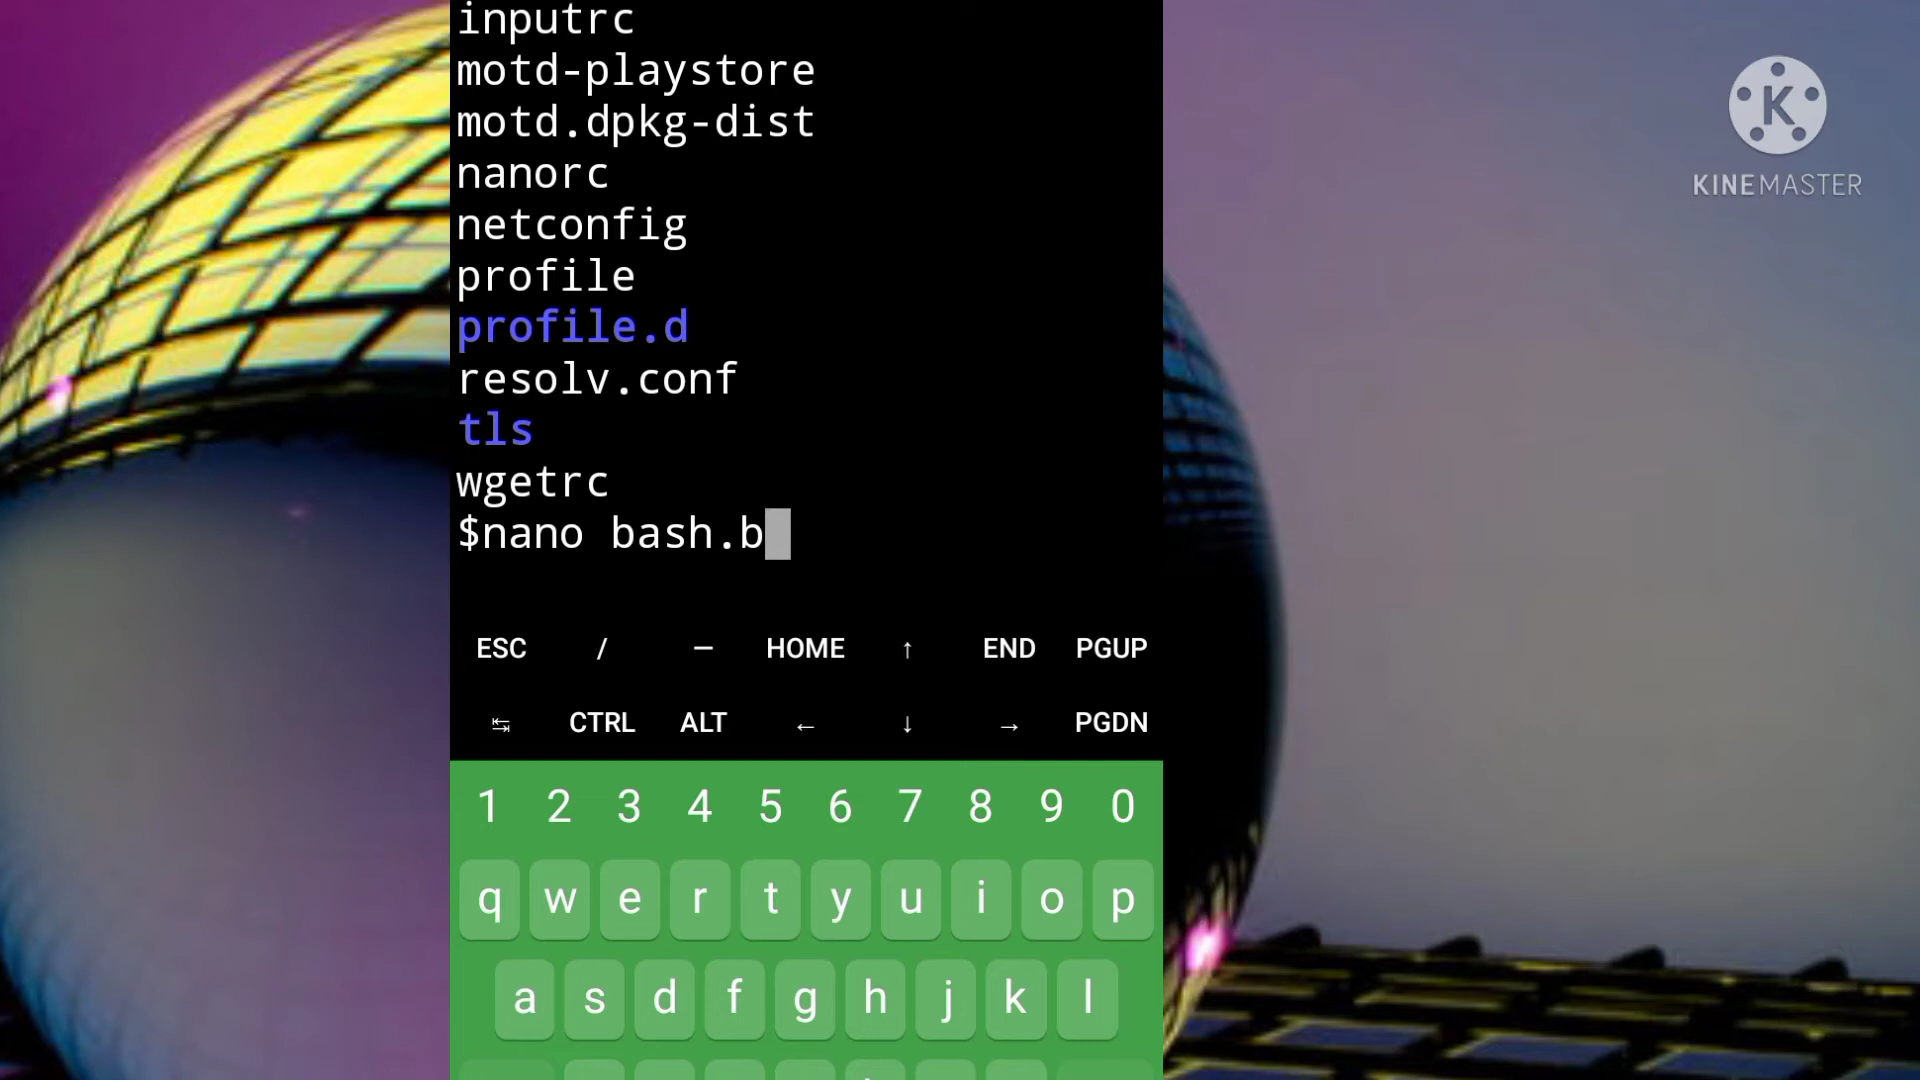 inputrc
motd-playstore
motd.dpkg-dist
nanorc
netconfig
profile
profile.d
resolv.conf
tls
wgetrc
$nano bash.b
ESC / — HOME ↑ END PGUP
↹ CTRL ALT ← ↓ → PGDN
1 2 3 4 5 6 7 8 9 0
q w e r t y u i o p
a s d f g h j k l
K
KINEMASTER